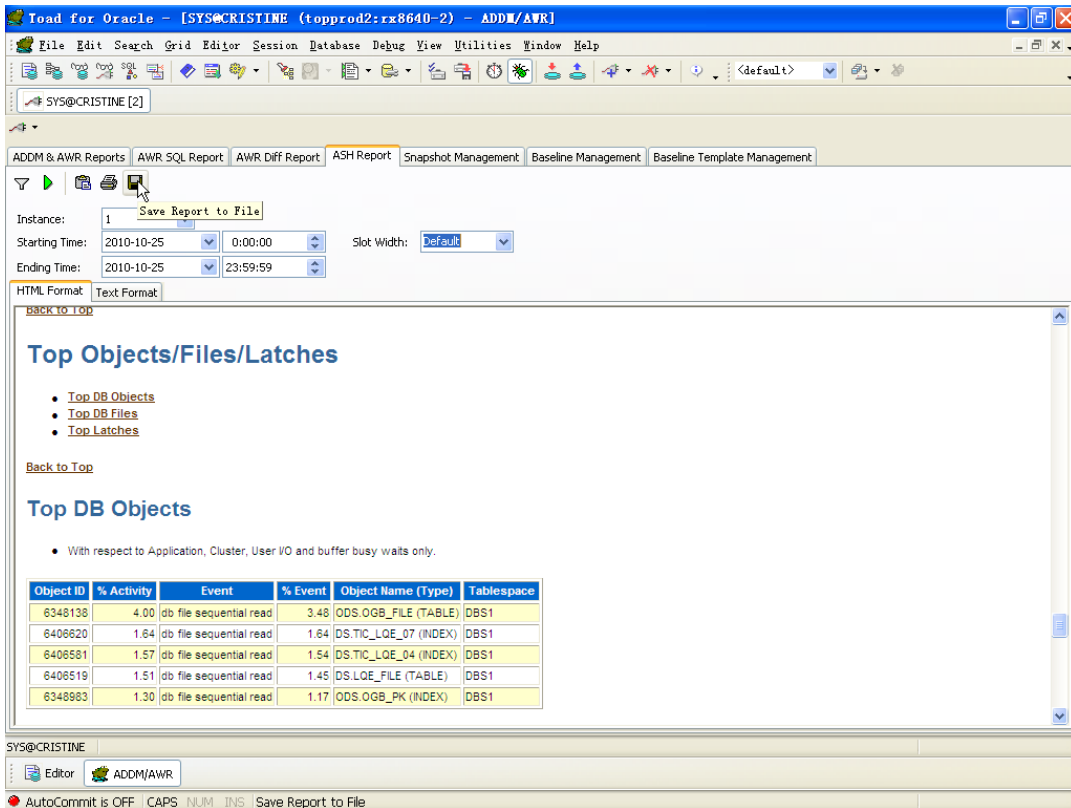 Toad for Oracle - [SYS@CRISTINE (topprod2:rx8640-2) - ADDM/AWR]
File Edit Search Grid Editor Session Database Debug View Utilities Window Help
SQL <default>
SYS@CRISTINE [2]
ADDM & AWR Reports AWR SQL Report AWR Diff Report ASH Report Snapshot Management Baseline Management Baseline Template Management
Save Report to File
Instance: 1
Starting Time: 2010-10-25 0:00:00 Slot Width: Default
Ending Time: 2010-10-25 23:59:59
HTML Format Text Format
Back to Top
Top Objects/Files/Latches
• Top DB Objects
• Top DB Files
• Top Latches
Back to Top
Top DB Objects
• With respect to Application, Cluster, User I/O and buffer busy waits only.
Object ID % Activity Event % Event Object Name (Type) Tablespace
6348138 4.00 db file sequential read 3.48 ODS.OGB_FILE (TABLE) DBS1
6406620 1.64 db file sequential read 1.64 DS.TIC_LQE_07 (INDEX) DBS1
6406581 1.57 db file sequential read 1.54 DS.TIC_LQE_04 (INDEX) DBS1
6406519 1.51 db file sequential read 1.45 DS.LQE_FILE (TABLE) DBS1
6348983 1.30 db file sequential read 1.17 ODS.OGB_PK (INDEX) DBS1
SYS@CRISTINE
Editor ADDM/AWR
AutoCommit is OFF CAPS NUM INS Save Report to File